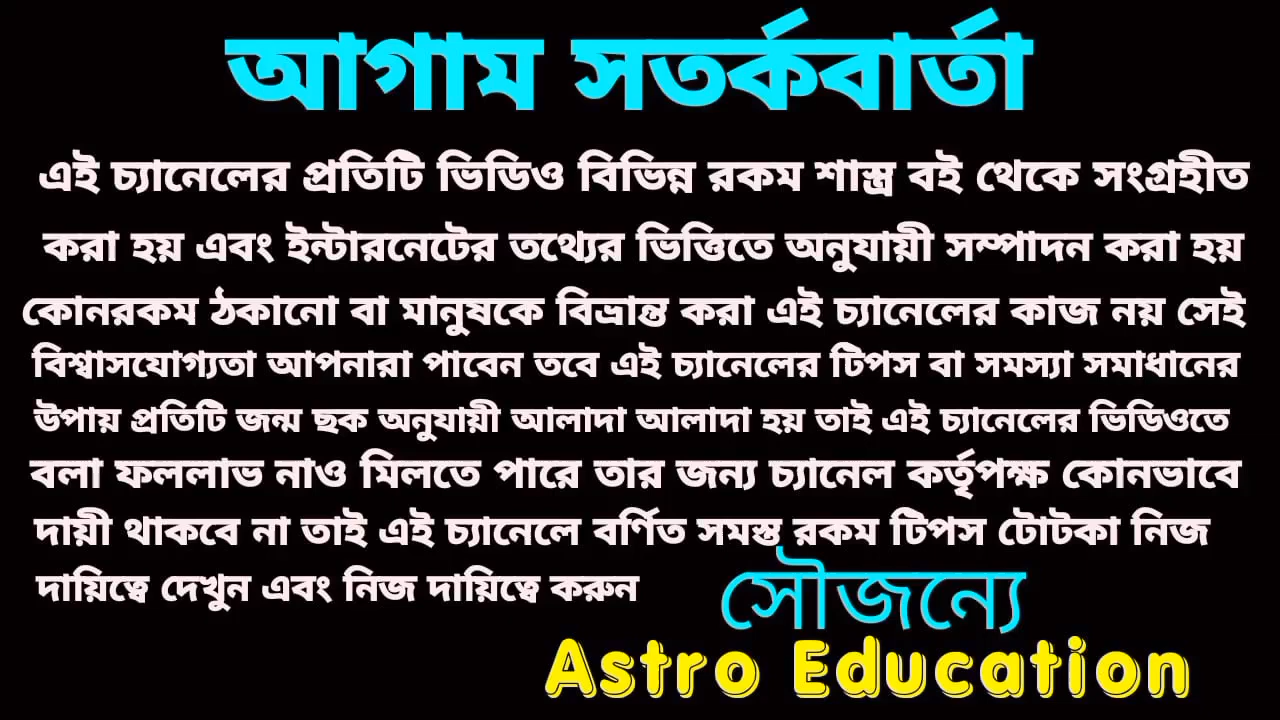 আগাম সতর্কবার্তা
এই চ্যানেলের প্রতিটি ভিডিও বিভিন্ন রকম শাস্ত্র বই থেকে সংগ্রহীত
করা হয় এবং ইন্টারনেটের তথ্যের ভিত্তিতে অনুযায়ী সম্পাদন করা হয়
কোনরকম ঠকানো বা মানুষকে বিভ্রান্ত করা এই চ্যানেলের কাজ নয় সেই
বিশ্বাসযোগ্যতা আপনারা পাবেন তবে এই চ্যানেলের টিপস বা সমস্যা সমাধানের
উপায় প্রতিটি জন্ম ছক অনুযায়ী আলাদা আলাদা হয় তাই এই চ্যানেলের ভিডিওতে
বলা ফললাভ নাও মিলতে পারে তার জন্য চ্যানেল কর্তৃপক্ষ কোনভাবে
দায়ী থাকবে না তাই এই চ্যানেলে বর্ণিত সমস্ত রকম টিপস টোটকা নিজ
দায়িত্বে দেখুন এবং নিজ দায়িত্বে করুন
সৌজন্যে
Astro Education